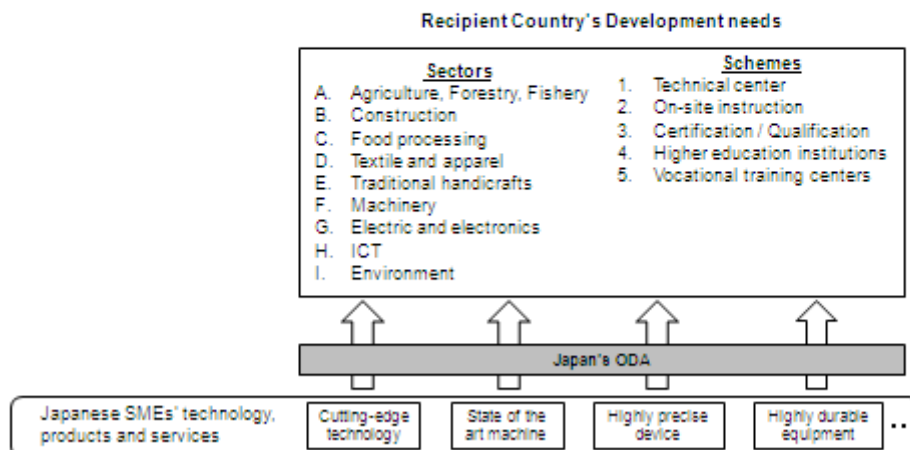 Recipient Country's Development needs
Sectors
A. Agriculture, Forestry, Fishery
B. Construction
C. Food processing
D. Textile and apparel
E. Traditional handicrafts
F. Machinery
G. Electric and electronics
H. ICT
I. Environment
Schemes
1. Technical center
2. On-site instruction
3. Certification / Qualification
4. Higher education institutions
5. Vocational training centers
Japan's ODA
Japanese SMEs' technology,
products and services
Cutting-edge
technology
State of the
art machine
Highly precise
device
Highly durable
equipment
..